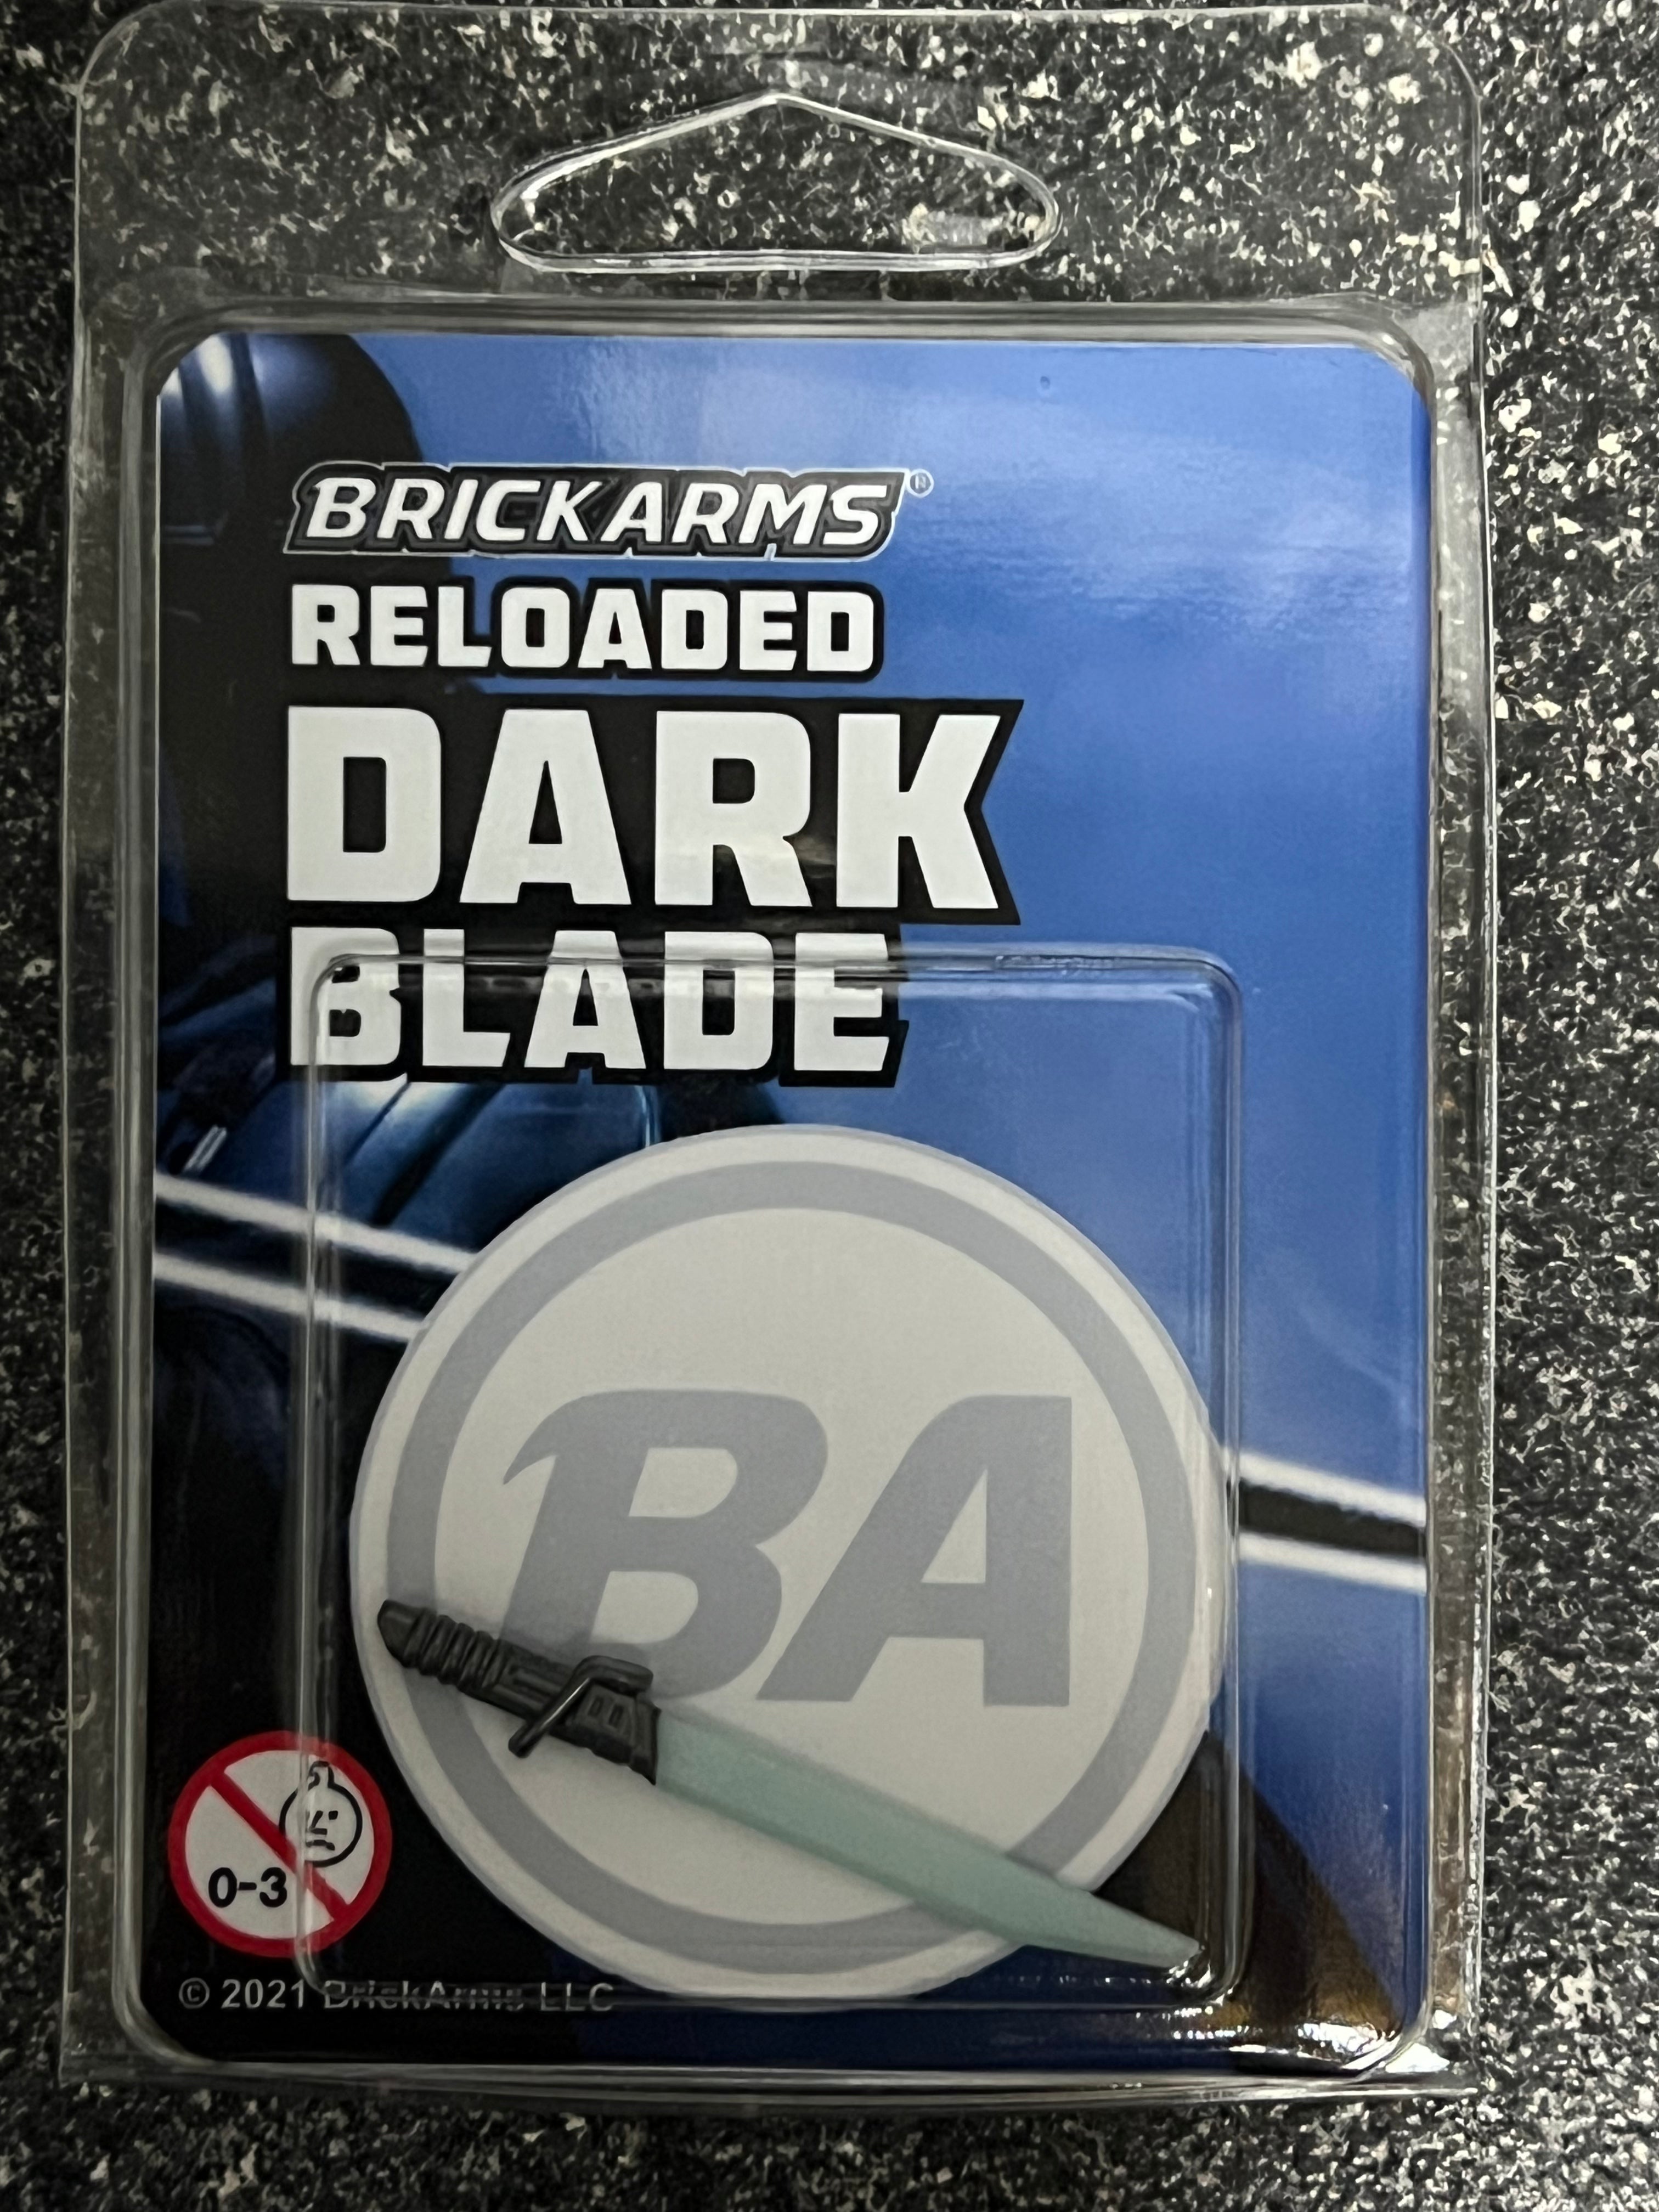 BRICKARMS®
RELOADED
DARK
BLADE
BA
0-3
© 2021 BrickArms LLC